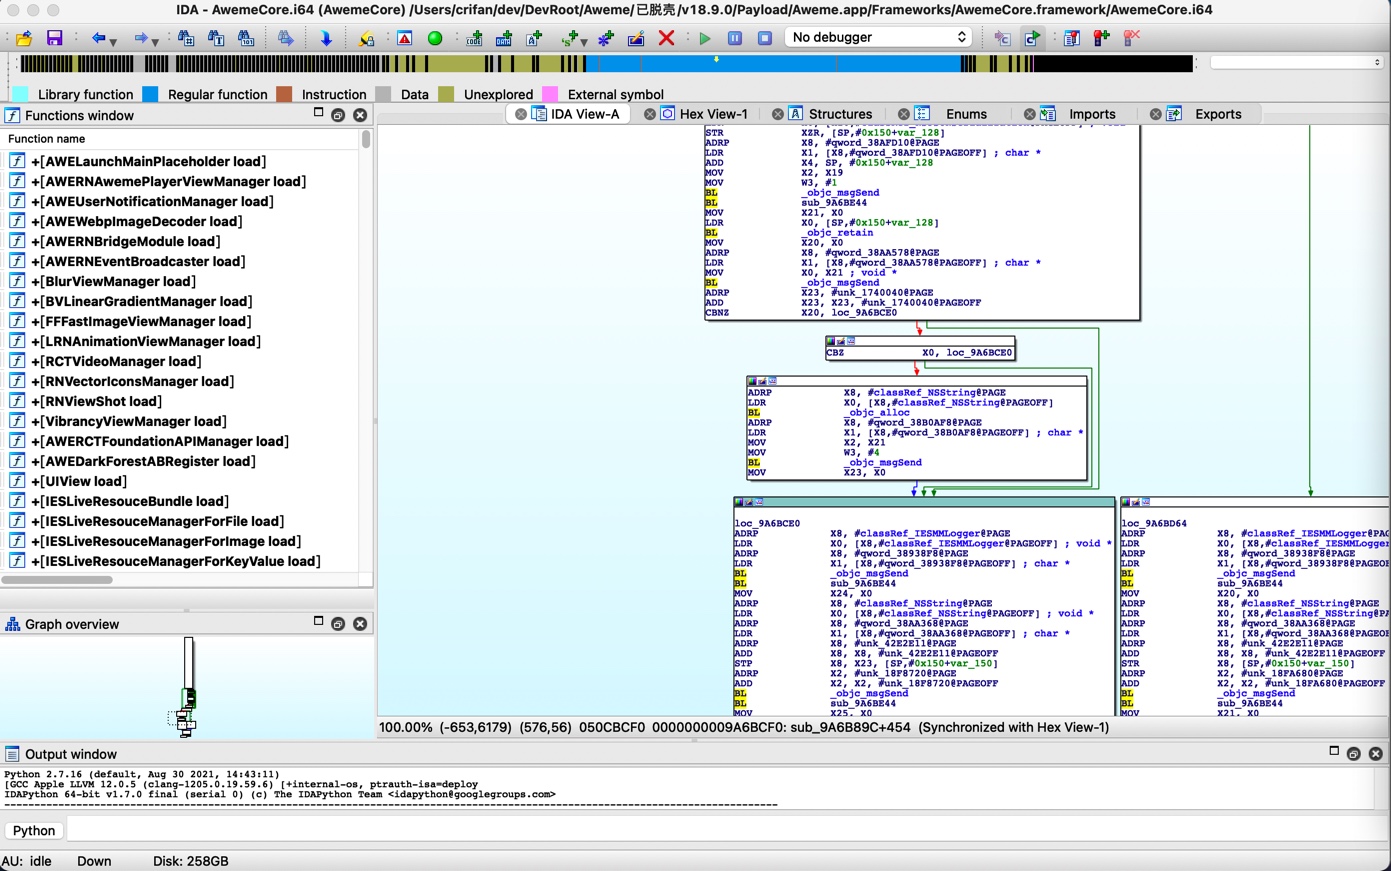 IDA - AwemeCore.i64 (AwemeCore) /Users/crifan/dev/DevRoot/Aweme/已脱壳/v18.9.0/Payload/Aweme.app/Frameworks/AwemeCore.framework/AwemeCore.i64
No debugger
Library function Regular function Instruction Data Unexplored External symbol
Functions window
Function name
+[AWELaunchMainPlaceholder load]
+[AWERNAwemePlayerViewManager load]
+[AWEUserNotificationManager load]
+[AWEWebpImageDecoder load]
+[AWERNBridgeModule load]
+[AWERNEventBroadcaster load]
+[BlurViewManager load]
+[BVLinearGradientManager load]
+[FFFastImageViewManager load]
+[LRNAnimationViewManager load]
+[RCTVideoManager load]
+[RNVectorIconsManager load]
+[RNViewShot load]
+[VibrancyViewManager load]
+[AWERCTFoundationAPIManager load]
+[AWEDarkForestABRegister load]
+[UIView load]
+[IESLiveResouceBundle load]
+[IESLiveResouceManagerForFile load]
+[IESLiveResouceManagerForImage load]
+[IESLiveResouceManagerForKeyValue load]
Graph overview
IDA View-A Hex View-1 Structures Enums Imports Exports
STR XZR, [SP,#0x150+var_128]
ADRP X8, #qword_38AFD10@PAGE
LDR X1, [X8,#qword_38AFD10@PAGEOFF] ; char *
ADD X4, SP, #0x150+var_128
MOV X2, X19
MOV W3, #1
BL _objc_msgSend
BL sub_9A6BE44
MOV X21, X0
LDR X0, [SP,#0x150+var_128]
BL _objc_retain
MOV X20, X0
ADRP X8, #qword_38AA578@PAGE
LDR X1, [X8,#qword_38AA578@PAGEOFF] ; char *
MOV X0, X21 ; void *
BL _objc_msgSend
ADRP X23, #unk_1740040@PAGE
ADD X23, X23, #unk_1740040@PAGEOFF
CBNZ X20, loc_9A6BCE0
CBZ X0, loc_9A6BCE0
ADRP X8, #classRef_NSString@PAGE
LDR X0, [X8,#classRef_NSString@PAGEOFF]
BL _objc_alloc
ADRP X8, #qword_38B0AF8@PAGE
LDR X1, [X8,#qword_38B0AF8@PAGEOFF] ; char *
MOV X2, X21
MOV W3, #4
BL _objc_msgSend
MOV X23, X0
loc_9A6BCE0
ADRP X8, #classRef_IESMMLogger@PAGE
LDR X0, [X8,#classRef_IESMMLogger@PAGEOFF] ; void *
ADRP X8, #qword_38938F8@PAGE
LDR X1, [X8,#qword_38938F8@PAGEOFF] ; char *
BL _objc_msgSend
BL sub_9A6BE44
MOV X24, X0
ADRP X8, #classRef_NSString@PAGE
LDR X0, [X8,#classRef_NSString@PAGEOFF] ; void *
ADRP X8, #qword_38AA368@PAGE
LDR X1, [X8,#qword_38AA368@PAGEOFF] ; char *
ADRP X8, #unk_42E2E11@PAGE
ADD X8, X8, #unk_42E2E11@PAGEOFF
STP X8, X23, [SP,#0x150+var_150]
ADRP X2, #unk_18F8720@PAGE
ADD X2, X2, #unk_18F8720@PAGEOFF
BL _objc_msgSend
BL sub_9A6BE44
MOV X25, X0
loc_9A6BD64
ADRP X8, #classRef_IESMMLogger@PAG
LDR X0, [X8,#classRef_IESMMLogger
ADRP X8, #qword_38938F8@PAGE
LDR X1, [X8,#qword_38938F8@PAGEOF
BL _objc_msgSend
BL sub_9A6BE44
MOV X20, X0
ADRP X8, #classRef_NSString@PAGE
LDR X0, [X8,#classRef_NSString@PA
ADRP X8, #qword_38AA368@PAGE
LDR X1, [X8,#qword_38AA368@PAGEOF
ADRP X8, #unk_42E2E11@PAGE
ADD X8, X8, #unk_42E2E11@PAGEOFF
STR X8, [SP,#0x150+var_150]
ADRP X2, #unk_18FA680@PAGE
ADD X2, X2, #unk_18FA680@PAGEOFF
BL _objc_msgSend
BL sub_9A6BE44
MOV X21, X0
100.00% (-653,6179) (576,56) 050CBCF0 0000000009A6BCF0: sub_9A6B89C+454 (Synchronized with Hex View-1)
Output window
Python 2.7.16 (default, Aug 30 2021, 14:43:11)
[GCC Apple LLVM 12.0.5 (clang-1205.0.19.59.6) [+internal-os, ptrauth-isa=deploy
IDAPython 64-bit v1.7.0 final (serial 0) (c) The IDAPython Team <idapython@googlegroups.com>
Python
AU: idle Down Disk: 258GB